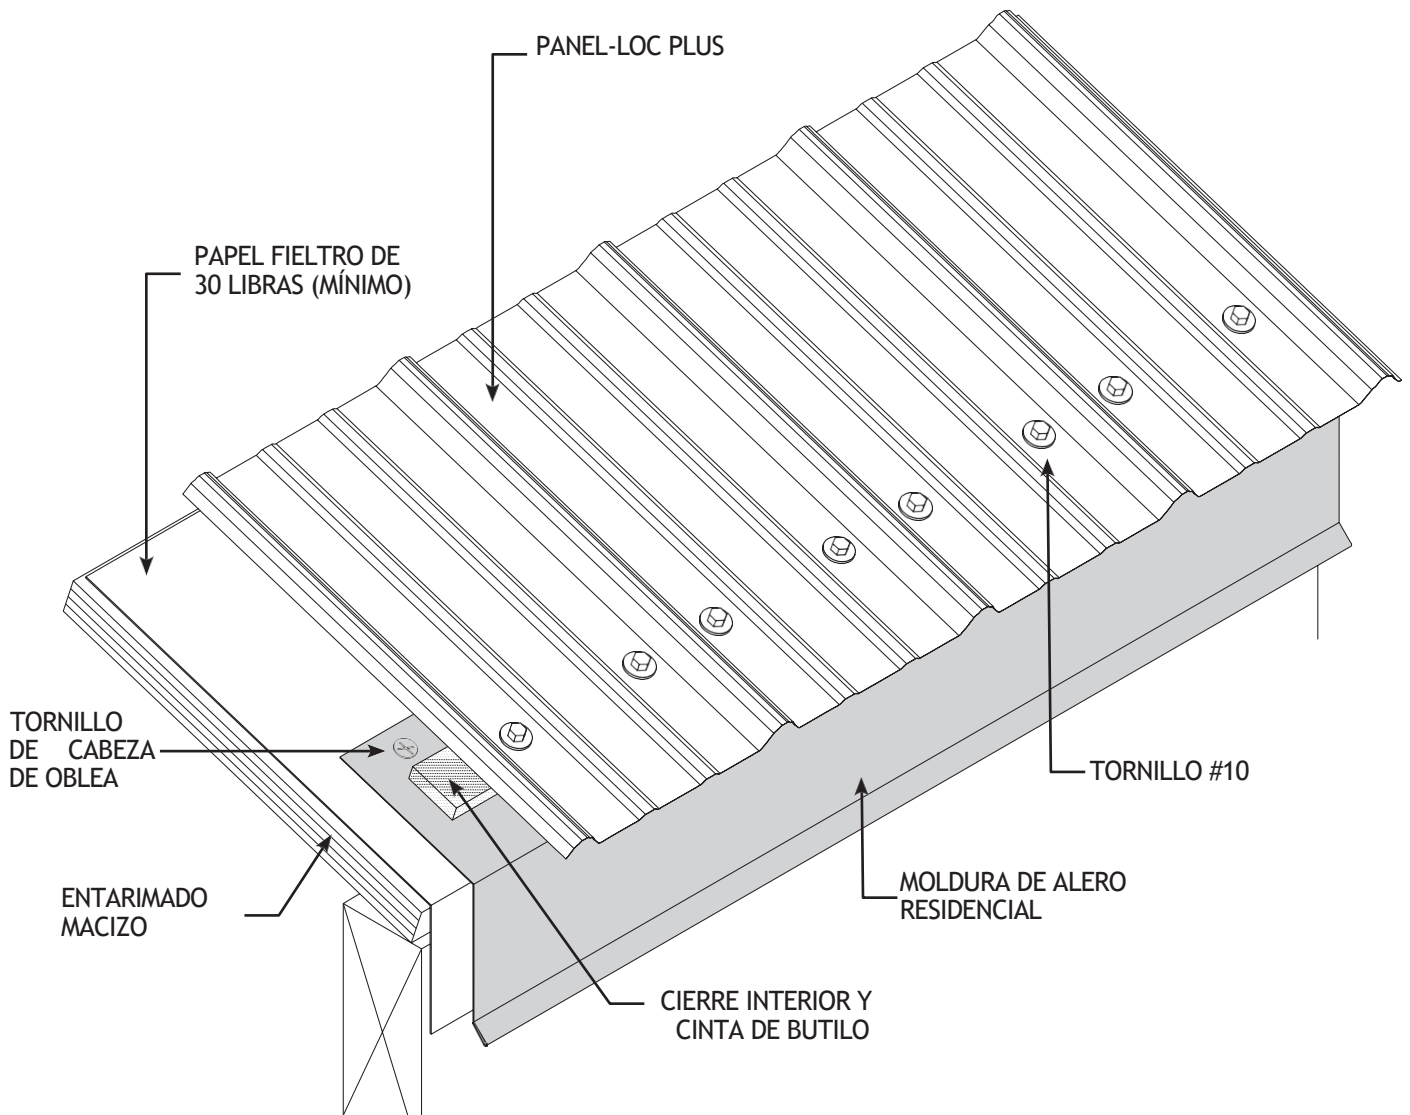 PANEL-LOC PLUS
PAPEL FIELTRO DE
30 LIBRAS (MÍNIMO)
TORNILLO
DE CABEZA
DE OBLEA
TORNILLO #10
ENTARIMADO
MACIZO
MOLDURA DE ALERO
RESIDENCIAL
CIERRE INTERIOR Y
CINTA DE BUTILO